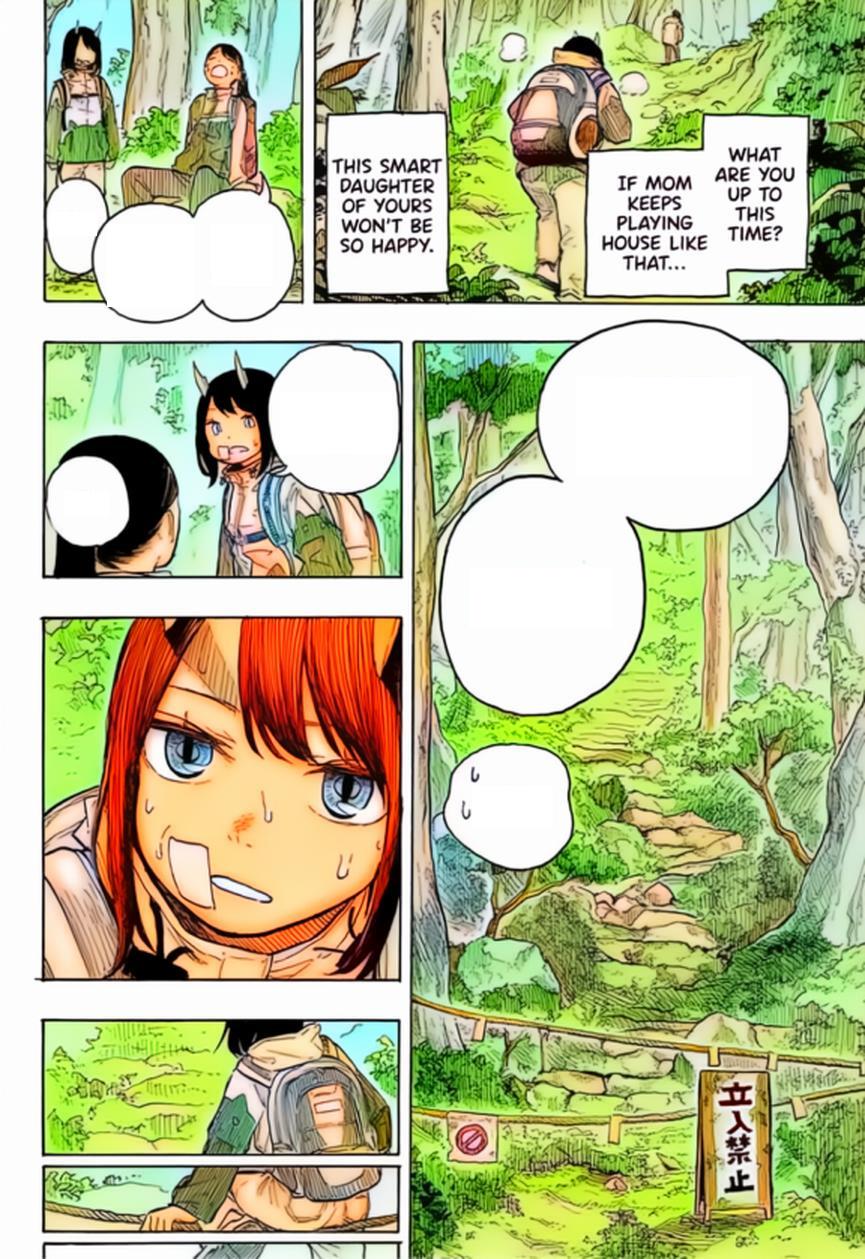 WHAT
ARE YOU
UP TO
THIS
TIME?
IF MOM
KEEPS
PLAYING
HOUSE LIKE
THAT...
THIS SMART
DAUGHTER
OF YOURS
WON'T BE
SO HAPPY.
立入禁止